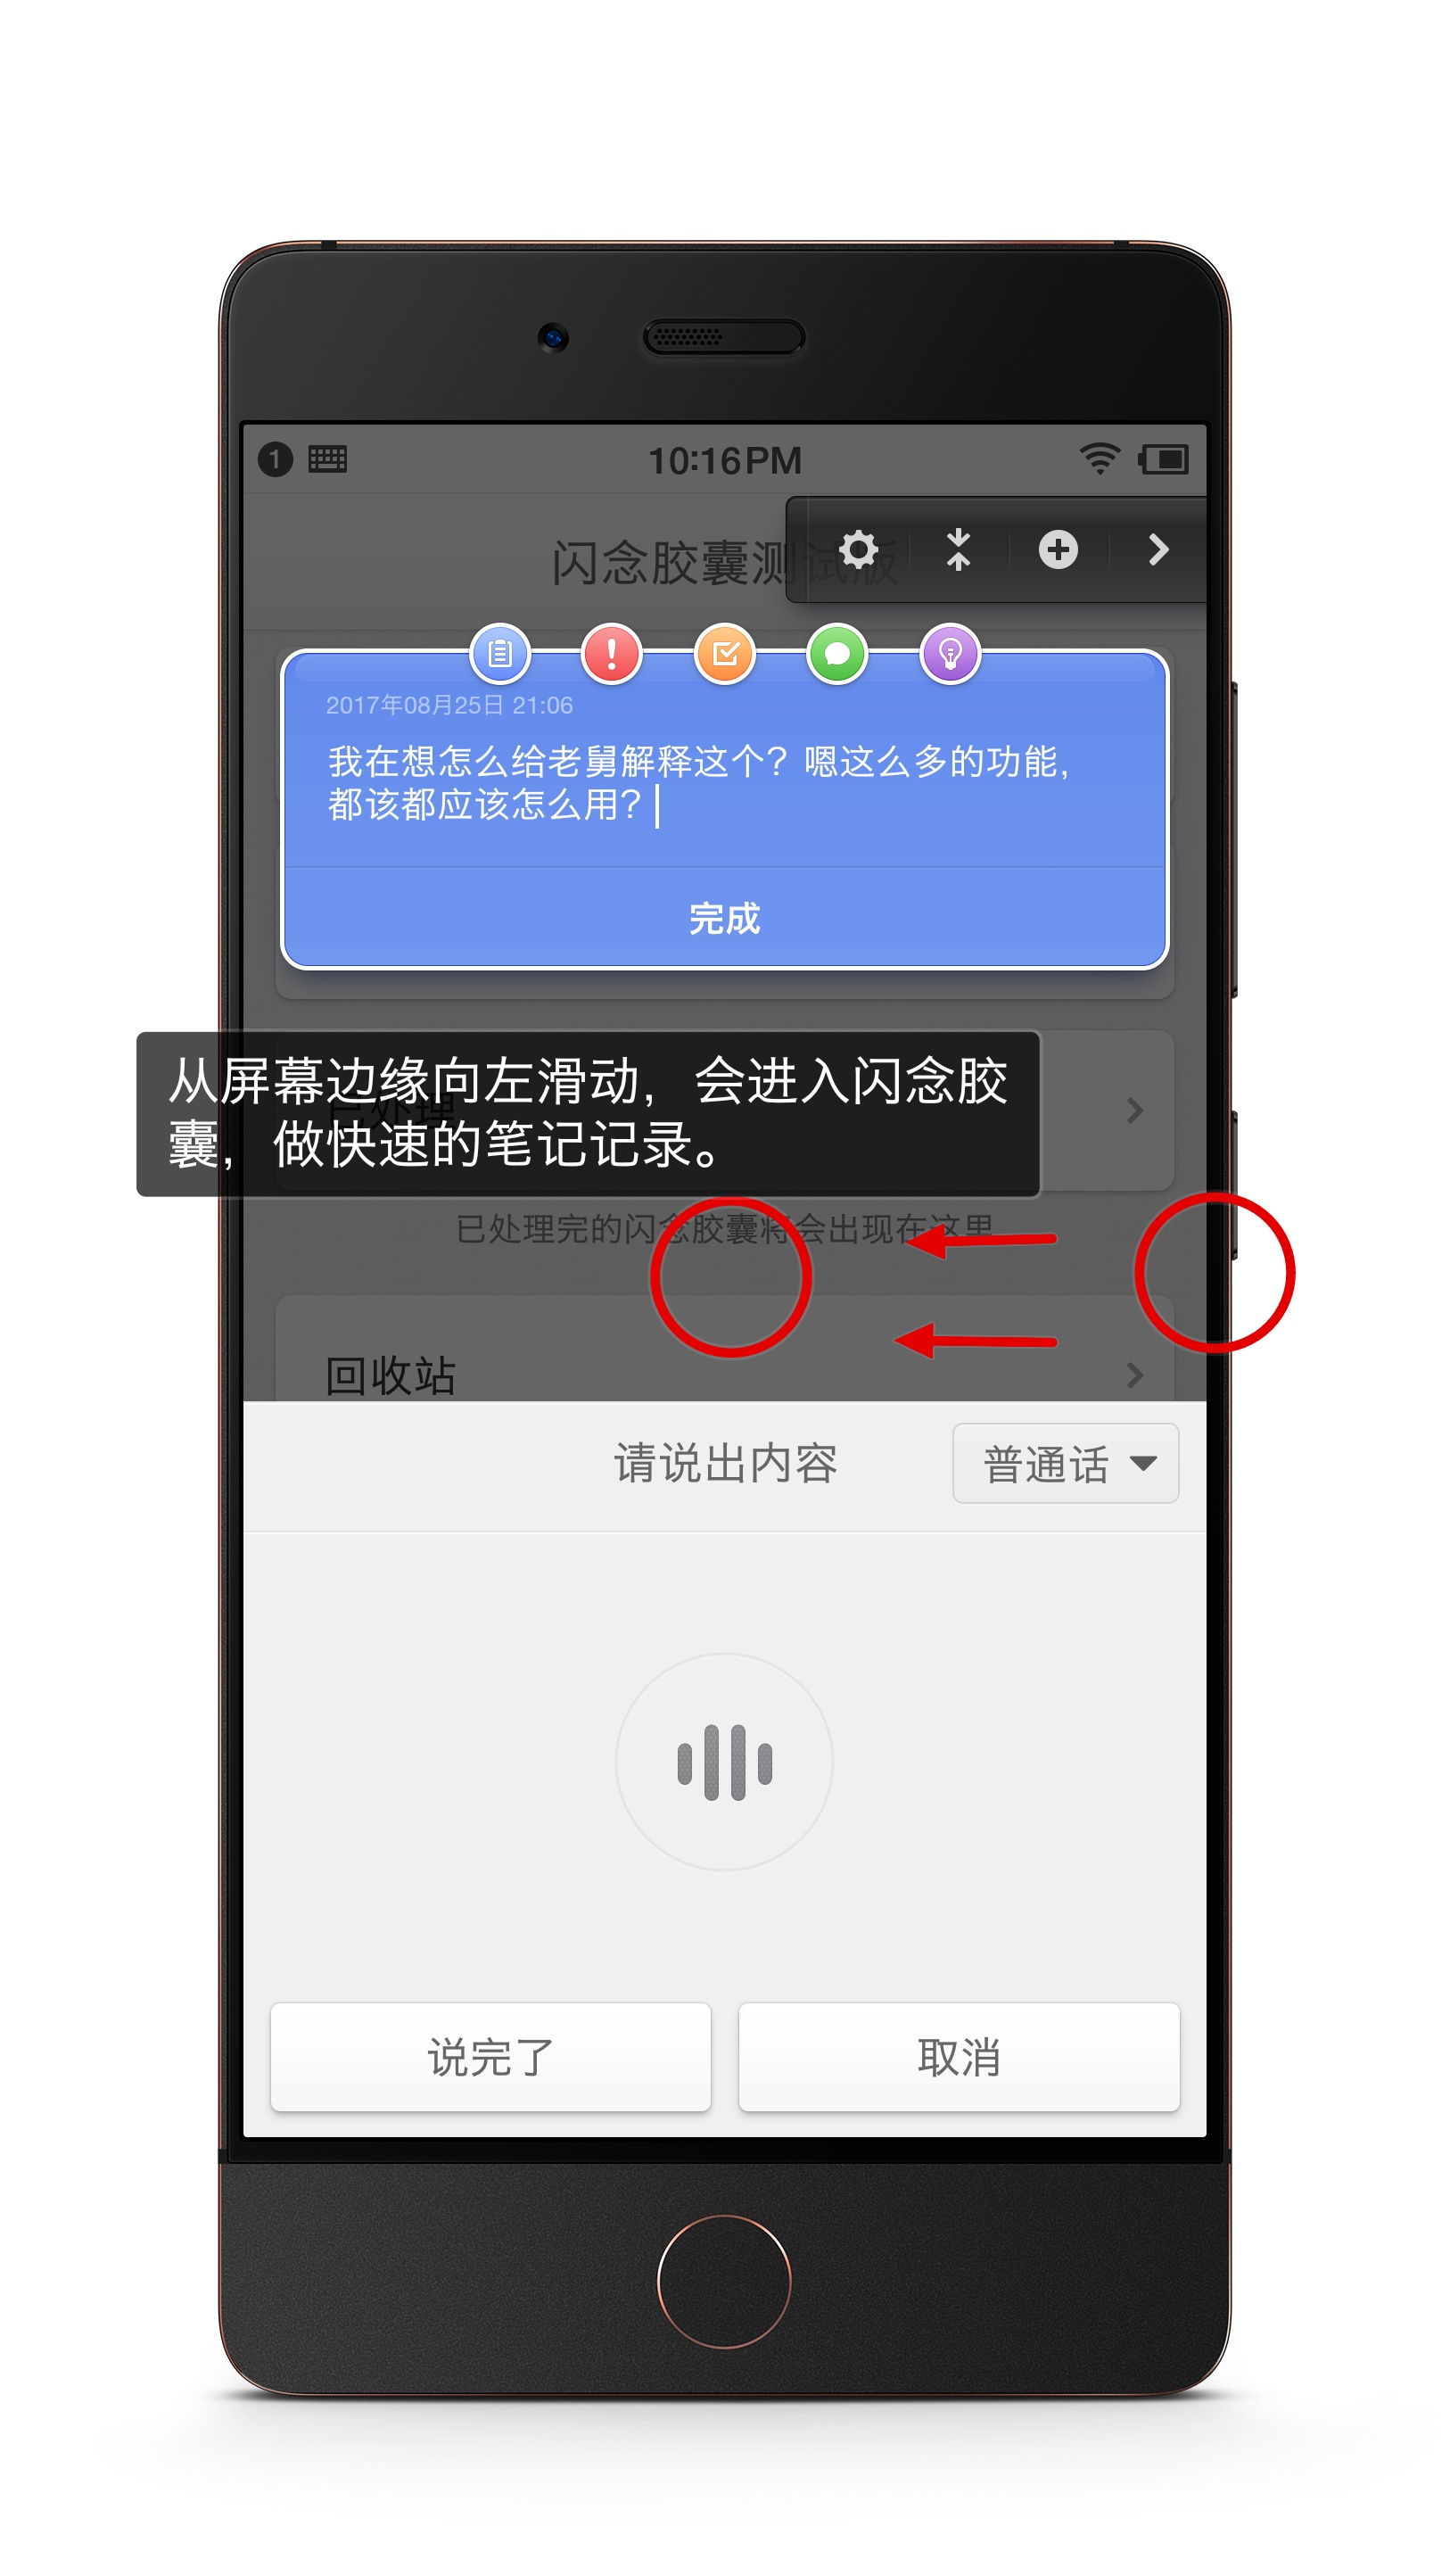 1
10:16PM
闪念胶囊测试版
2017年08月25日 21:06
我在想怎么给老舅解释这个？嗯这么多的功能，
都该都应该怎么用？
完成
从屏幕边缘向左滑动，会进入闪念胶
囊，做快速的笔记记录。
已处理
已处理完的闪念胶囊将会出现在这里
回收站
请说出内容
普通话
说完了
取消